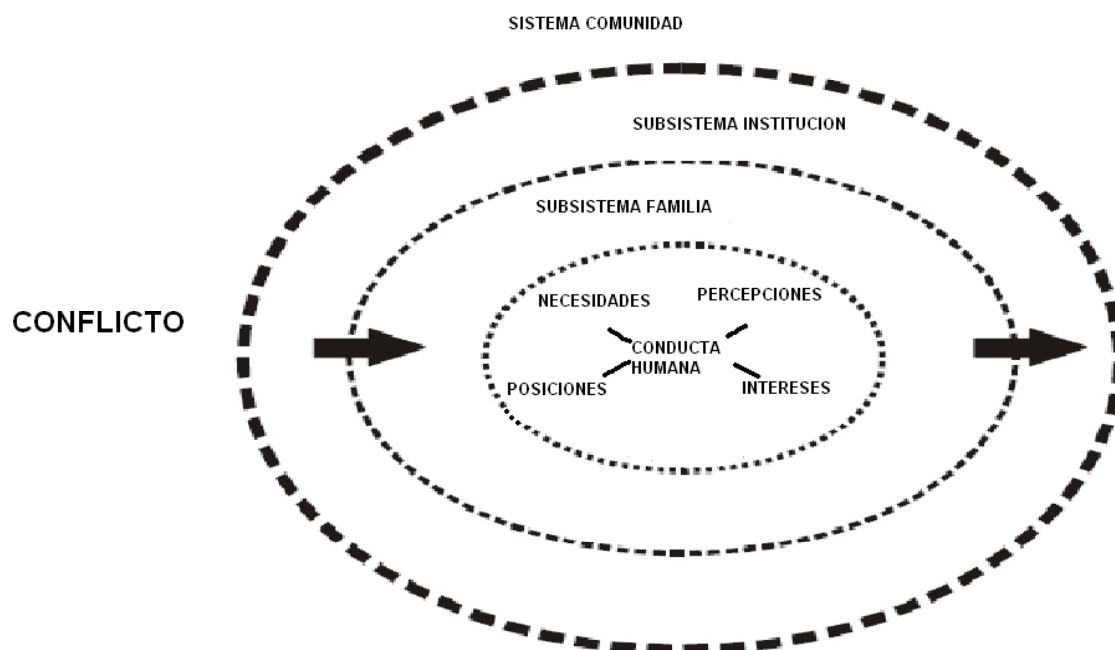 SISTEMA COMUNIDAD
SUBSISTEMA INSTITUCION
SUBSISTEMA FAMILIA
NECESIDADES
PERCEPCIONES
CONFLICTO
CONDUCTA
HUMANA
POSICIONES
INTERESES